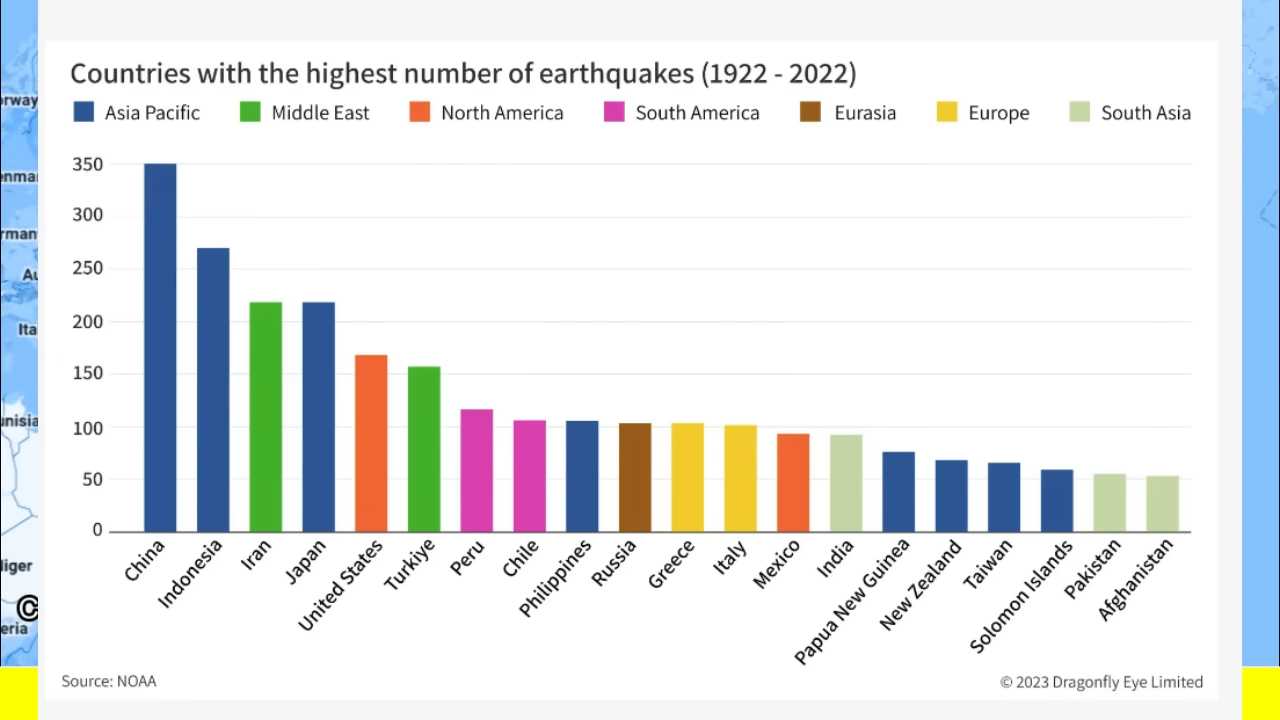 Countries with the highest number of earthquakes (1922 - 2022)
Asia Pacific Middle East North America South America Eurasia Europe South Asia
350
300
250
200
150
100
50
0
China Indonesia Iran Japan United States Turkiye Peru Chile Philippines Russia Greece Italy Mexico India Papua New Guinea New Zealand Taiwan Solomon Islands Pakistan Afghanistan
Source: NOAA © 2023 Dragonfly Eye Limited